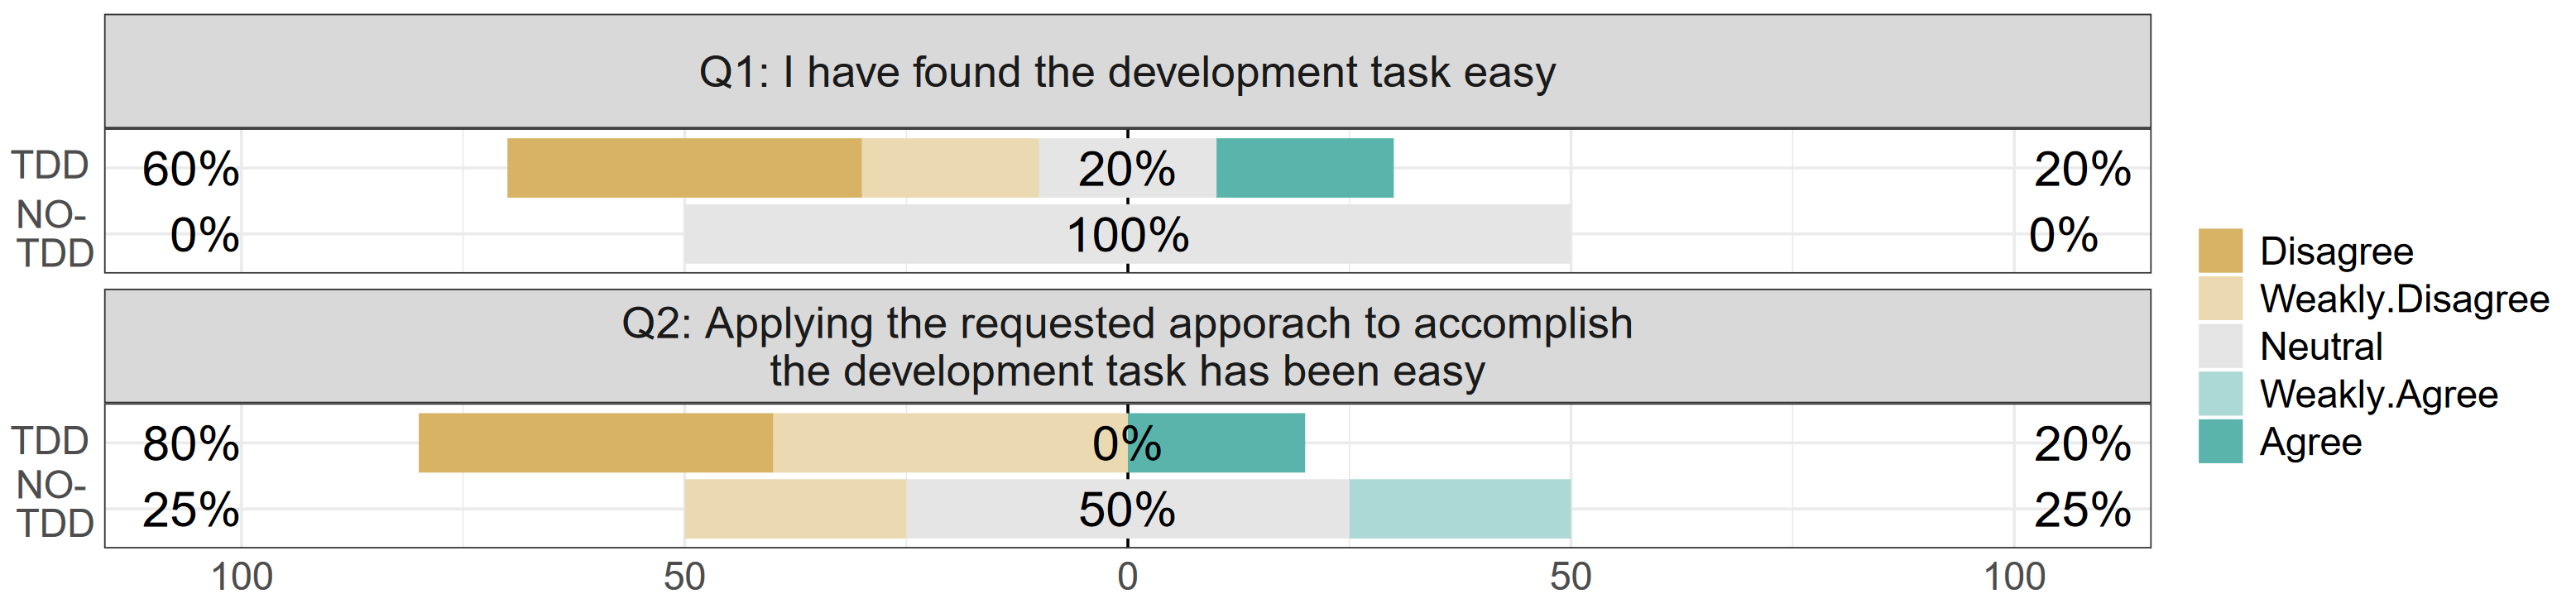 Q1: I have found the development task easy
TDD 60% 20% 20%
NO-
TDD 0% 100% 0%
Q2: Applying the requested apporach to accomplish
the development task has been easy
TDD 80% 0% 20%
NO-
TDD 25% 50% 25%
100 50 0 50 100
Disagree
Weakly.Disagree
Neutral
Weakly.Agree
Agree